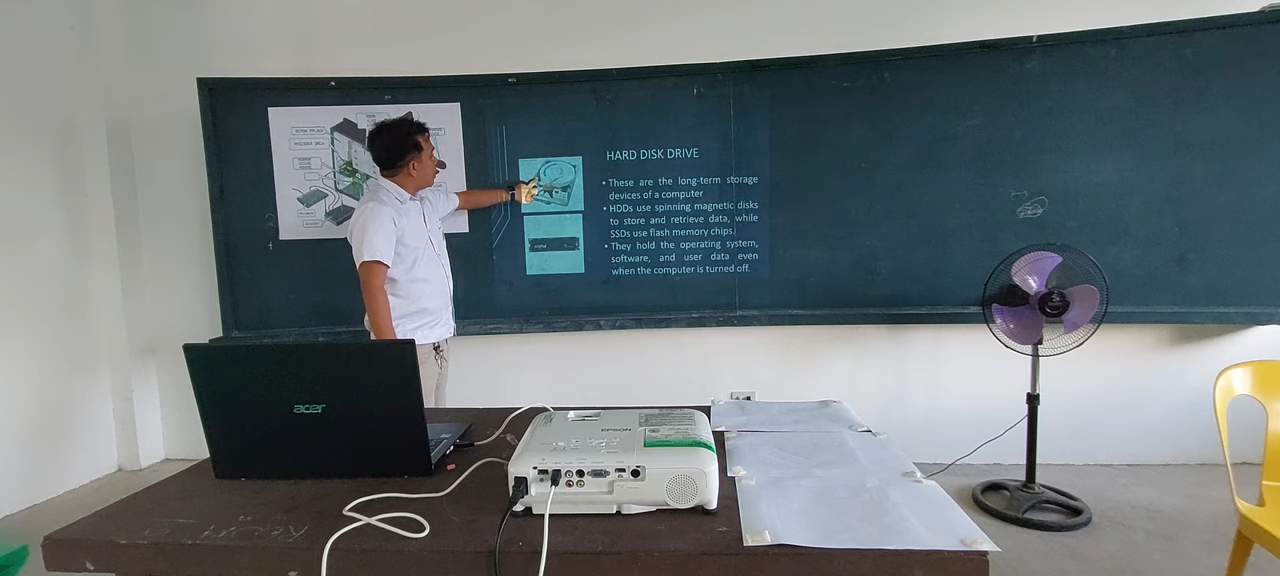 HARD DISK DRIVE
• These are the long-term storage
devices of a computer
• HDDs use spinning magnetic disks
to store and retrieve data, while
SSDs use flash memory chips.
• They hold the operating system,
software, and user data even
when the computer is turned off.
acer
EPSON